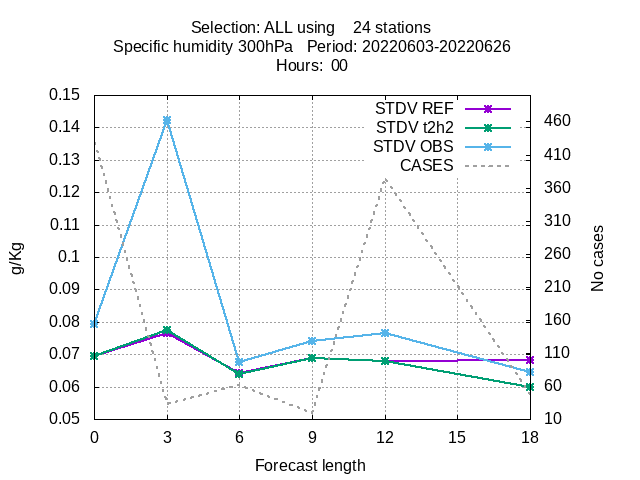 Selection: ALL using    24 stations
Specific humidity 300hPa   Period: 20220603-20220626
Hours:  00
STDV REF
STDV t2h2
STDV OBS
CASES
0.15
0.14
0.13
0.12
0.11
0.1
0.09
0.08
0.07
0.06
0.05
g/Kg
460
410
360
310
260
210
160
110
60
10
No cases
0 3 6 9 12 15 18
Forecast length